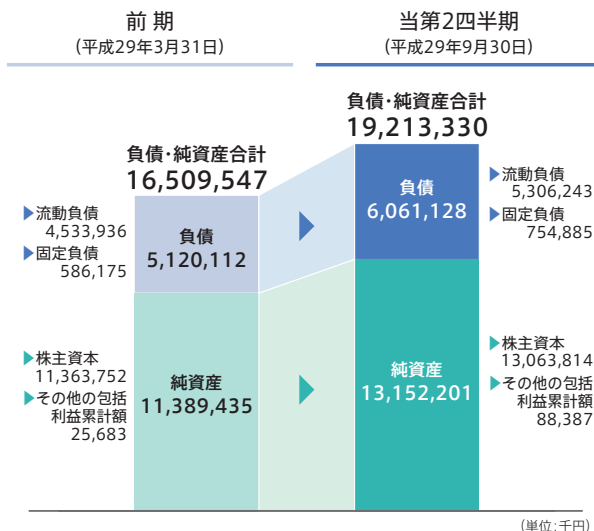 前 期
(平成29年3月31日)
当第2四半期
(平成29年9月30日)
負債・純資産合計
16,509,547
負債・純資産合計
19,213,330
▶流動負債
4,533,936
▶固定負債
586,175
負債
5,120,112
負債
6,061,128
▶流動負債
5,306,243
▶固定負債
754,885
▶株主資本
11,363,752
▶その他の包括
利益累計額
25,683
純資産
11,389,435
純資産
13,152,201
▶株主資本
13,063,814
▶その他の包括
利益累計額
88,387
(単位:千円)